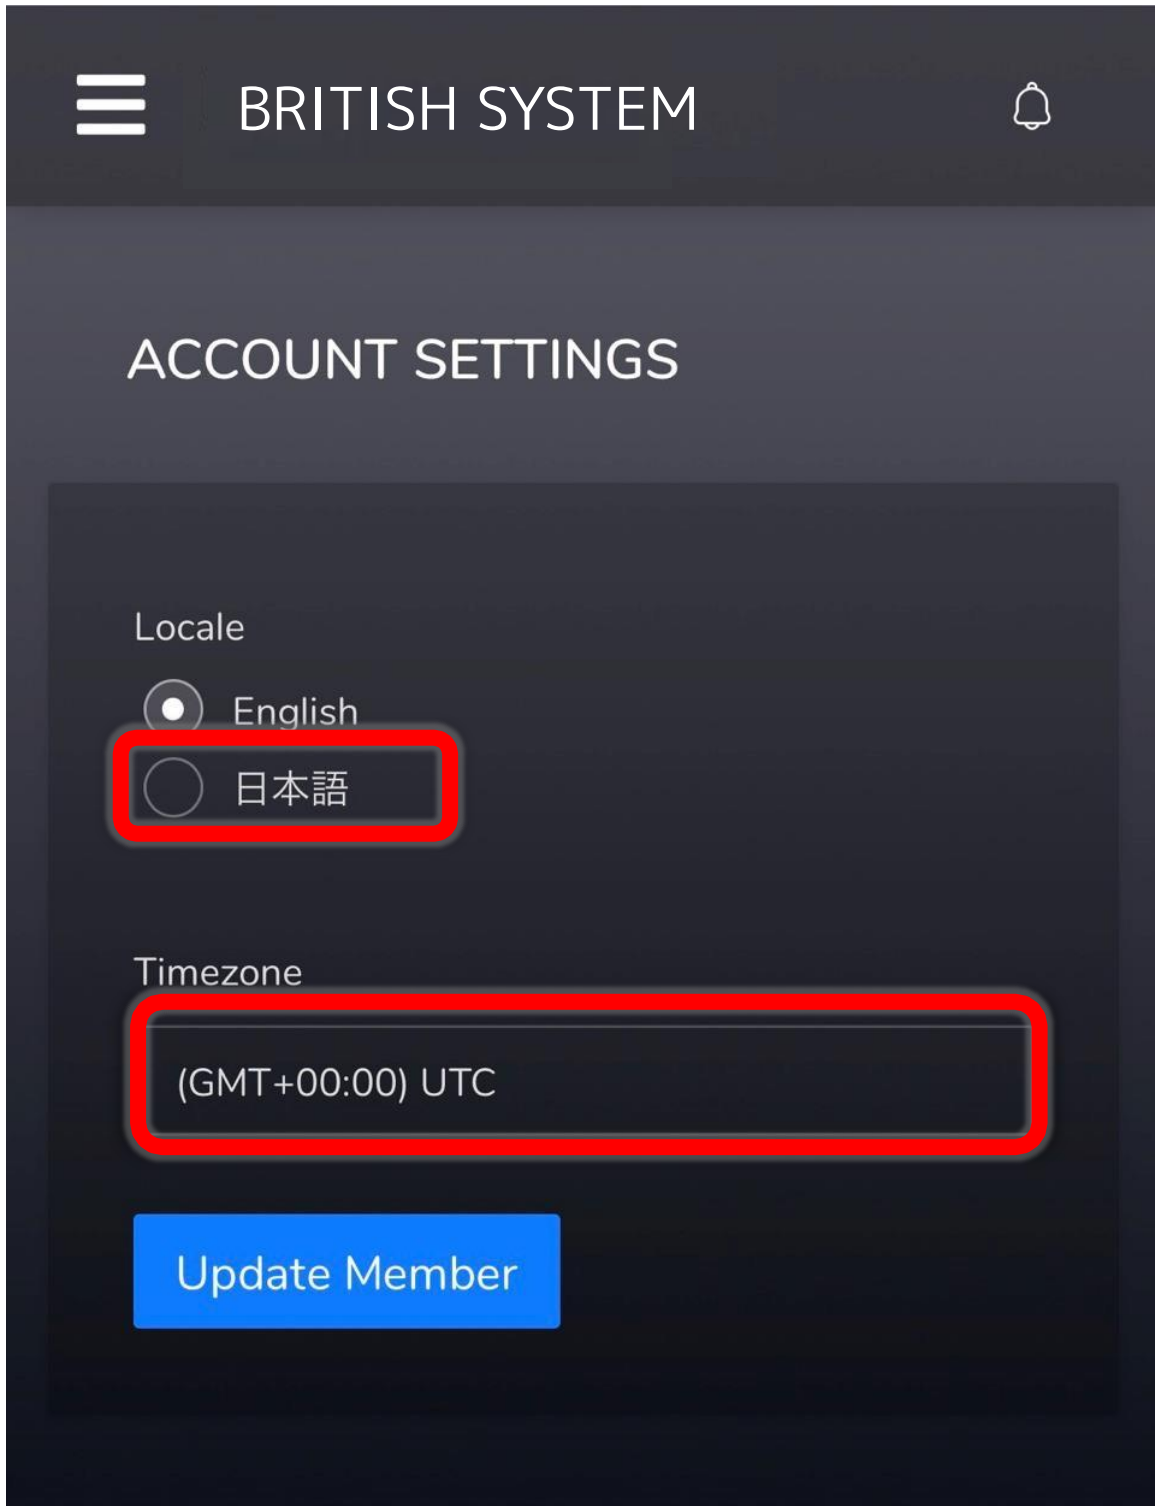 BRITISH SYSTEM
ACCOUNT SETTINGS
Locale
English
日本語
Timezone
(GMT+00:00) UTC
Update Member